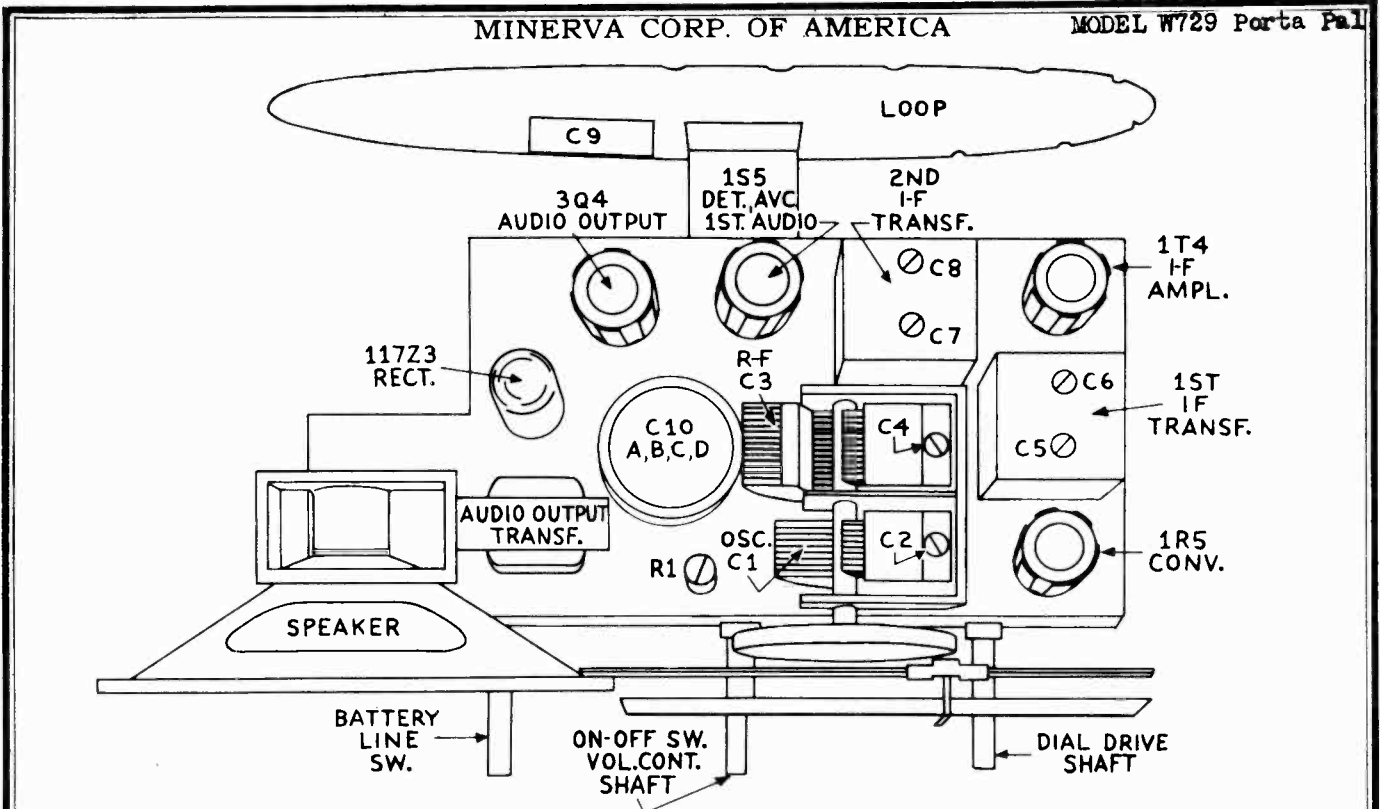 MINERVA CORP. OF AMERICA
MODEL W729 Porta Pal
LOOP
C9
3Q4
AUDIO OUTPUT
1S5
DET., AVC
1ST. AUDIO
2ND
I-F
TRANSF.
1T4
I-F
AMPL.
C8
C7
117Z3
RECT.
R-F
C3
C6
C5
1ST
IF
TRANSF.
C10
A,B,C,D
C4
AUDIO OUTPUT
TRANSF.
R1
OSC.
C1
C2
1R5
CONV.
SPEAKER
BATTERY
LINE
SW.
ON-OFF SW.
VOL.CONT.
SHAFT
DIAL DRIVE
SHAFT